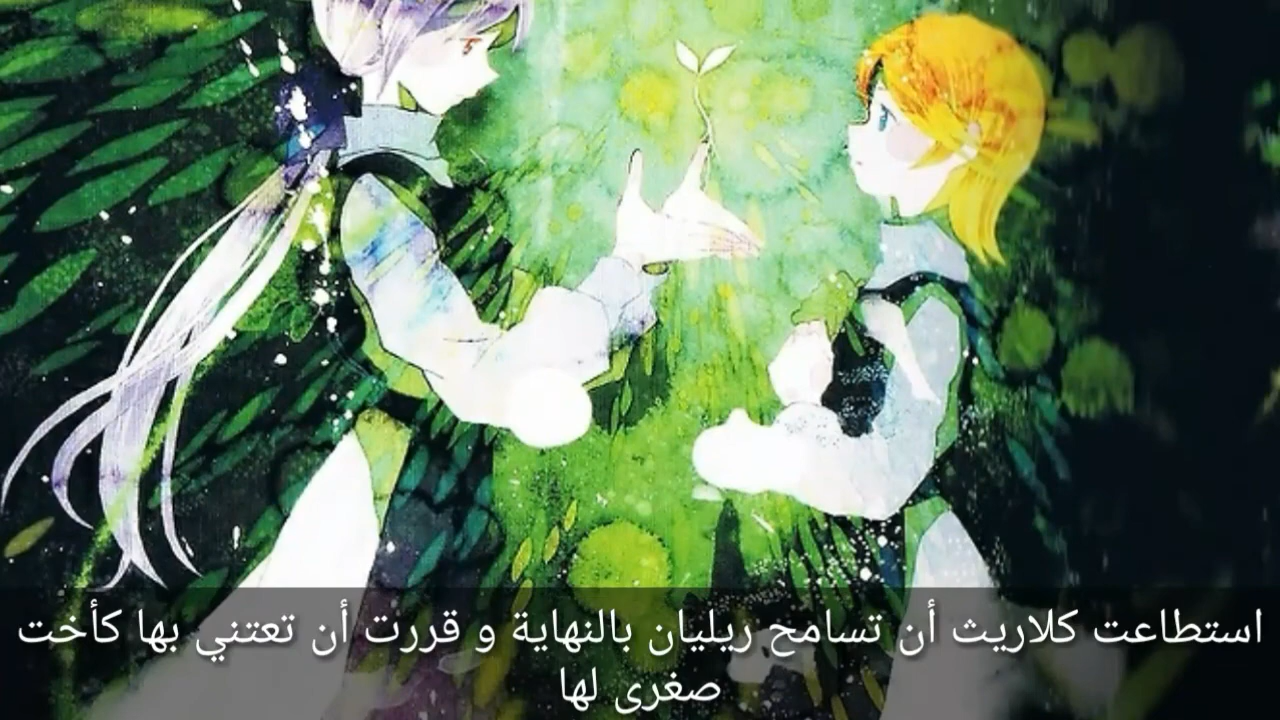 استطاعت كلاريث أن تسامح ريليان بالنهاية و قررت أن تعتني بها كأخت
صغرى لها